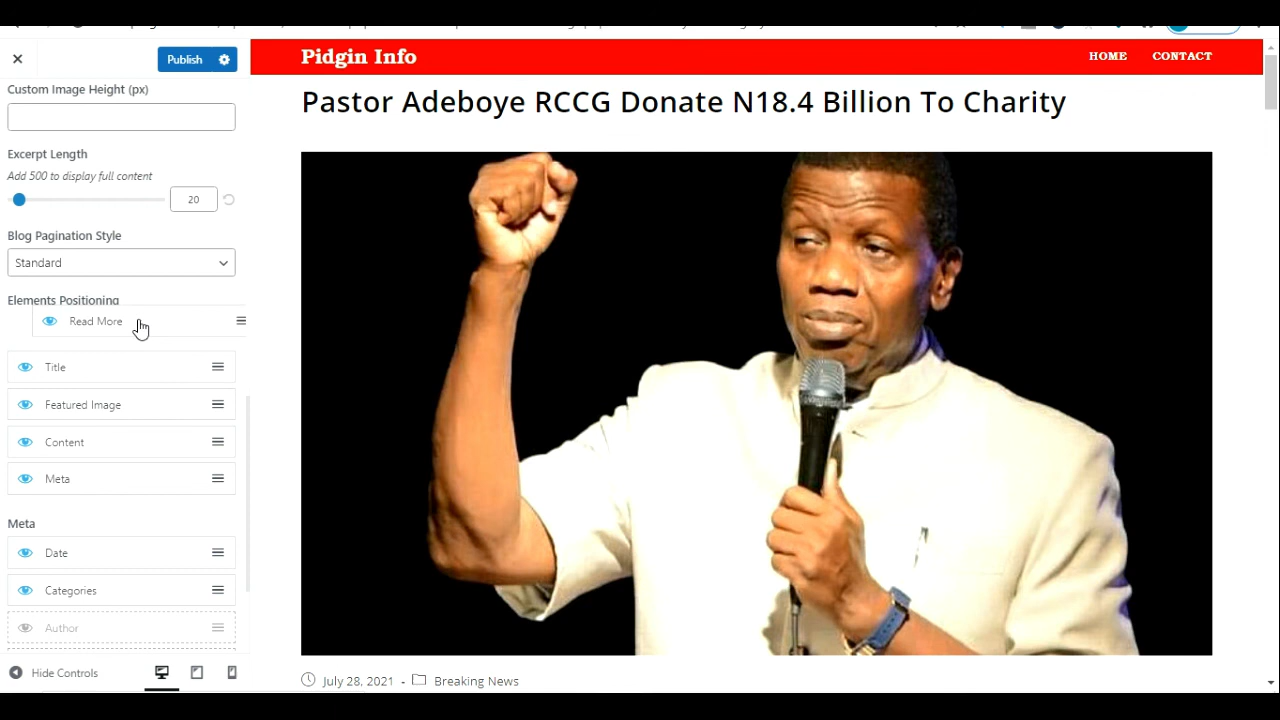 Publish
Pidgin Info
HOME
CONTACT
Custom Image Height (px)
Pastor Adeboye RCCG Donate N18.4 Billion To Charity
Excerpt Length
Add 500 to display full content
20
Blog Pagination Style
Standard
Elements Positioning
Read More
Title
Featured Image
Content
Meta
Meta
Date
Categories
Author
Hide Controls
July 28, 2021 - Breaking News